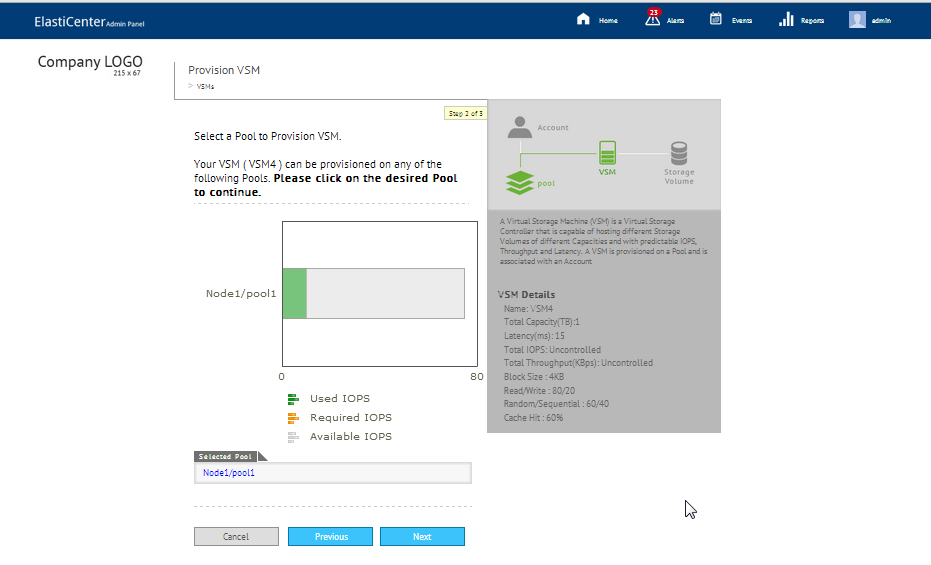 ElastiCenter Admin Panel
Home
23
Alerts
Events
Reports
admin
Company LOGO
215 x 67
Provision VSM
> VSMs
Step 2 of 3
Select a Pool to Provision VSM.
Your VSM ( VSM4 ) can be provisioned on any of the
following Pools. Please click on the desired Pool
to continue.
Node1/pool1
0
80
Used IOPS
Required IOPS
Available IOPS
Selected Pool
Node1/pool1
Cancel
Previous
Next
Account
VSM
Storage
Volume
pool
A Virtual Storage Machine (VSM) is a Virtual Storage
Controller that is capable of hosting different Storage
Volumes of different Capacities and with predictable IOPS,
Throughput and Latency. A VSM is provisioned on a Pool and is
associated with an Account
VSM Details
Name: VSM4
Total Capacity(TB):1
Latency(ms): 15
Total IOPS: Uncontrolled
Total Throughput(KBps): Uncontrolled
Block Size : 4KB
Read/Write : 80/20
Random/Sequential : 60/40
Cache Hit : 60%